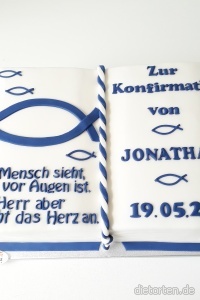 Mensch sieht,
vor Augen ist.
Herr aber
das Herz an.
Zur
Konfirmati
von
JONATHA
19.05.2
dietorten.de